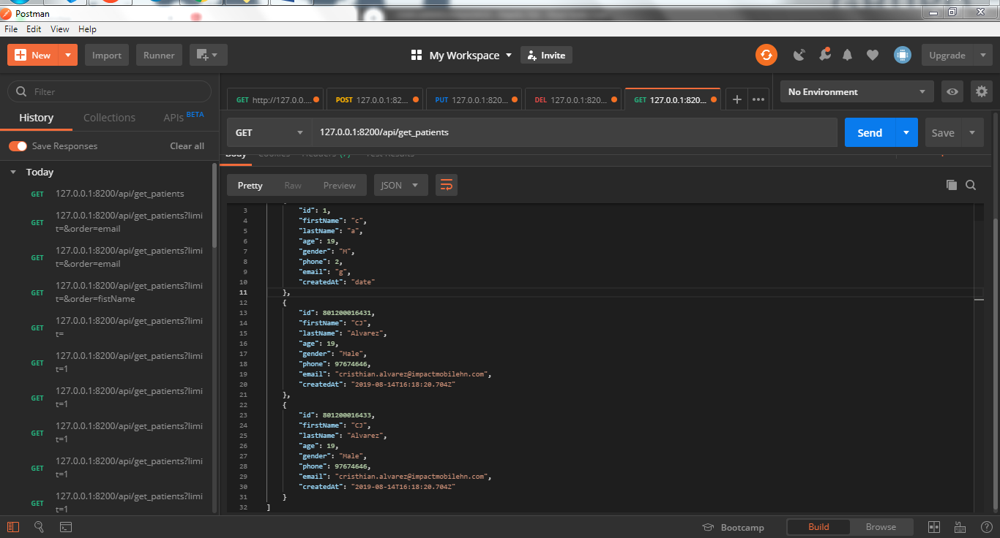 Postman
File Edit View Help
New Import Runner My Workspace Invite Upgrade
Filter
History Collections APIs BETA
Save Responses Clear all
Today
GET 127.0.0.1:8200/api/get_patients
GET 127.0.0.1:8200/api/get_patients?limi
t=&order=email
GET 127.0.0.1:8200/api/get_patients?limi
t=&order=email
GET 127.0.0.1:8200/api/get_patients?limi
t=&order=fistName
GET 127.0.0.1:8200/api/get_patients?limi
t=
GET 127.0.0.1:8200/api/get_patients?limi
t=1
GET 127.0.0.1:8200/api/get_patients?limi
t=1
GET 127.0.0.1:8200/api/get_patients?limi
t=1
GET 127.0.0.1:8200/api/get_patients?limi
t=1
GET 127.0.0.1:8200/api/get_patients?limi
t=1
GET http://127.0.0.... POST 127.0.0.1:82... PUT 127.0.0.1:820... DEL 127.0.0.1:820... GET 127.0.0.1:820... No Environment
GET 127.0.0.1:8200/api/get_patients Send Save
Body Cookies Headers (7) Test Results
Pretty Raw Preview JSON
3 "id": 1,
4 "firstName": "c",
5 "lastName": "a",
6 "age": 19,
7 "gender": "M",
8 "phone": 2,
9 "email": "g",
10 "createdAt": "date"
11 },
12 {
13 "id": 801200016431,
14 "firstName": "CJ",
15 "lastName": "Alvarez",
16 "age": 19,
17 "gender": "Male",
18 "phone": 97674646,
19 "email": "cristhian.alvarez@impactmobilehn.com",
20 "createdAt": "2019-08-14T16:18:20.704Z"
21 },
22 {
23 "id": 801200016433,
24 "firstName": "CJ",
25 "lastName": "Alvarez",
26 "age": 19,
27 "gender": "Male",
28 "phone": 97674646,
29 "email": "cristhian.alvarez@impactmobilehn.com",
30 "createdAt": "2019-08-14T16:18:20.704Z"
31 }
32 ]
Bootcamp Build Browse